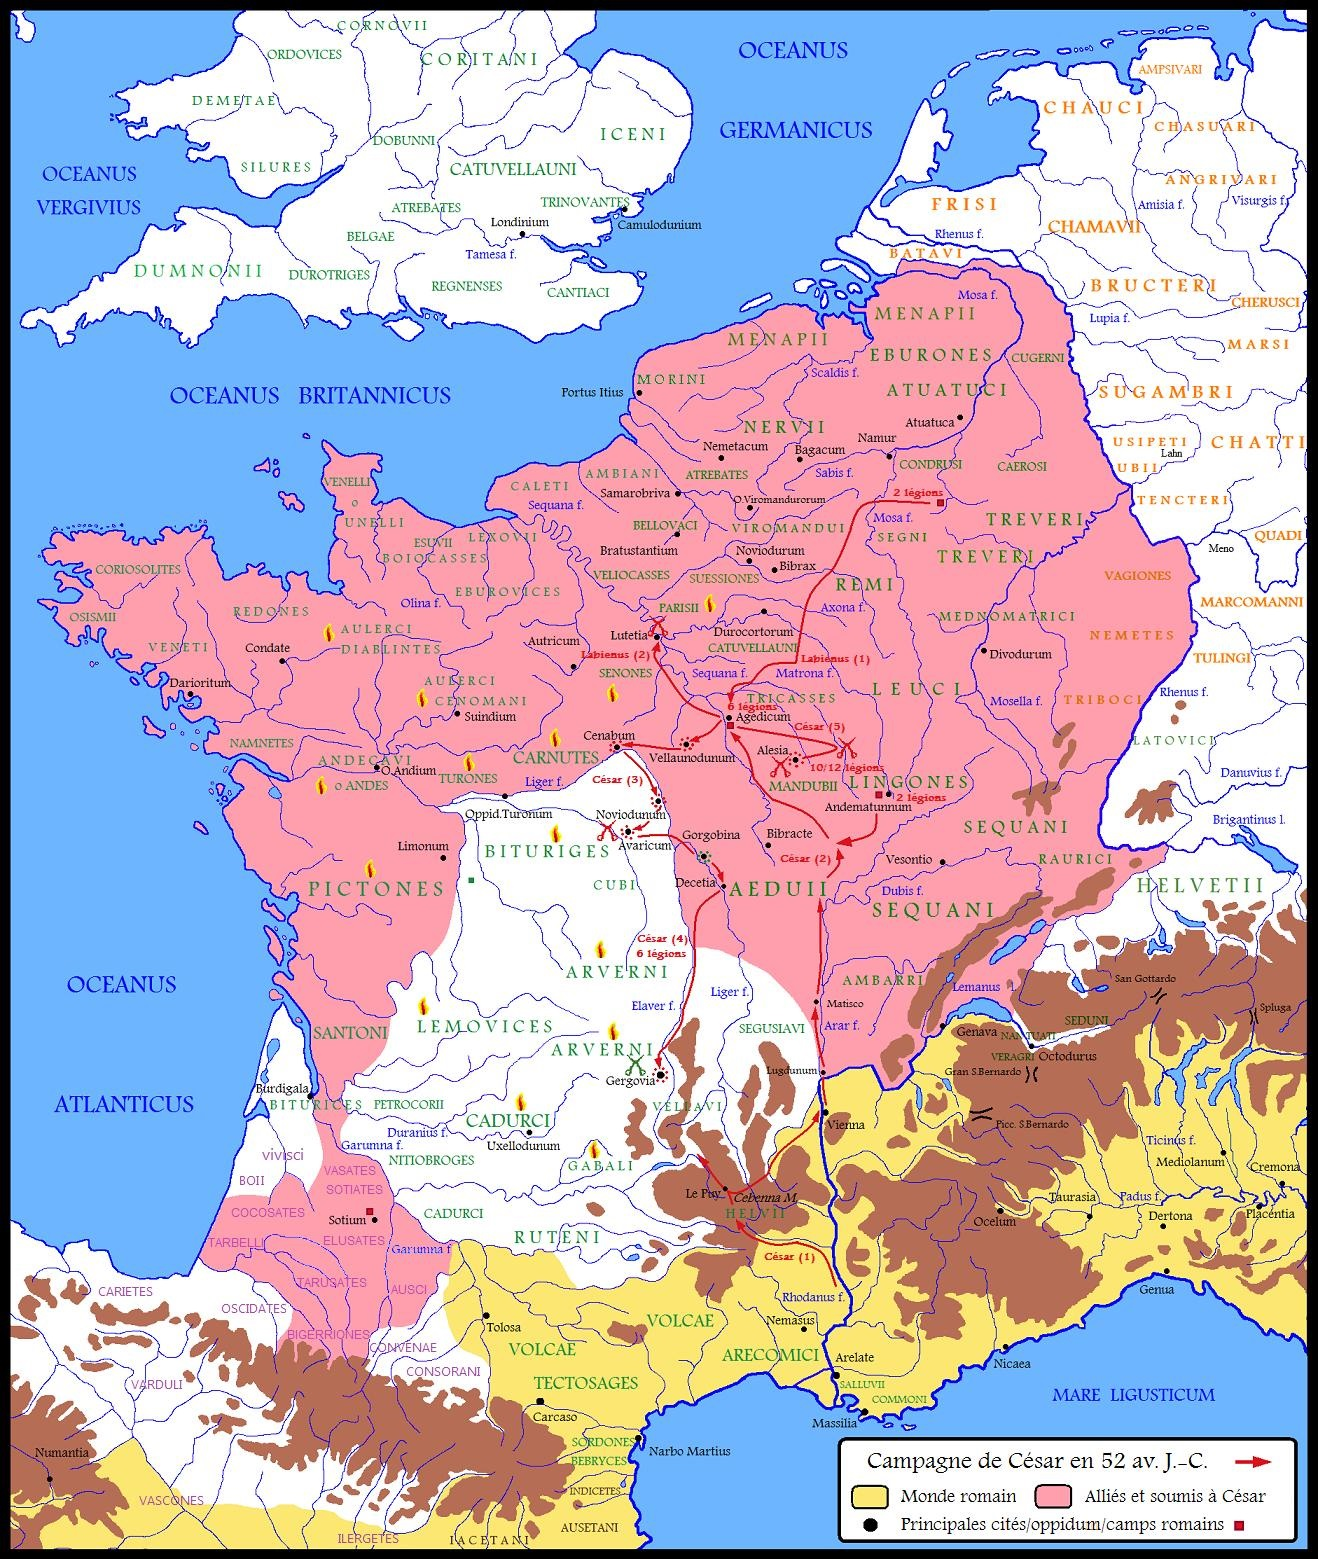 CORNOVII
ORDOVICES
CORITANI
OCEANUS
AMPSIVARI
DEMETAE
CHAUCI
ICENI
GERMANICUS
CHASUARI
DOBUNNI
SILURES
CATUVELLAUNI
OCEANUS
VERGIVIUS
ANGRIVARI
ATREBATES
TRINOVANTES
FRISI
Amisia f.
Visurgis f.
Londinium
Camulodunium
CHAMAVII
BELGAE
Rhenus f.
Tamesa f.
BATAVI
DUMNONII
DUROTRIGES
REGNENSES
CANTIACI
BRUCTERI
Mosa f.
CHERUSCI
MENAPII
Lupia f.
MENAPII
MARSI
EBURONES
CUGERNI
Scaldis f.
MORINI
OCEANUS BRITANNICUS
Portus Itius
ATUATUCI
SUGAMBRI
Atuatuca
NERVII
Namur
USIPETI
CHATTI
Nemetacum
Bagacum
Lahn
VENELLI
O
UNELLI
AMBIANI
ATREBATES
Sabis f.
CONDRUSI
CAEROSI
UBII
CALETI
Samarobriva
O.Viromandurorum
2 légions
TENCTERI
Sequana f.
BELLOVACI
VIROMANDUI
Mosa f.
TREVERI
SEGNI
ESUVII
LEXOVII
QUADI
BOIOCASSES
Bratustantium
Noviodurum
TREVERI
Meno
CORIOSOLITES
VELIOCASSES
SUESSIONES
Bibrax
REMI
VAGIONES
EBUROVICES
Olina f.
PARISII
Axona f.
MARCOMANNI
OSISMII
REDONES
MEDNOMATRICI
AULERCI
DIABLINTES
Lutetia
Durocortorum
NEMETES
VENETI
Condate
Autricum
CATUVELLAUNI
Labienus (2)
Labienus (1)
Divodurum
TULINGI
Darioritum
AULERCI
CENOMANI
SENONES
Sequana f.
Matrona f.
LEUCI
Rhenus f.
TRICASSES
Mosella f.
TRIBOCI
6 légions
Agedicum
Suindium
César (5)
NAMNETES
Cenabum
LATOVICI
ANDECAVI
CARNUTES
Vellaunodunum
Alesia
10/12 légions
O.Andium
TURONES
O ANDES
Liger f.
César (3)
MANDUBII
LINGONES
Danuvius f.
2 légions
Andematunnum
Oppid.Turonum
Noviodunum
Brigantinus l.
SEQUANI
Avaricum
Gorgobina
Bibracte
Limonum
BITURIGES
César (2)
Vesontio
RAURICI
CUBI
Decetia
AEDUII
Dubis f.
PICTONES
HELVETII
SEQUANI
César (4)
6 légions
ARVERNI
AMBARRI
OCEANUS
San Gottardo
Liger f.
Lemanus l.
Elaver f.
Matisco
Spluga
LEMOVICES
SEGUSIAVI
Arar f.
SANTONI
Genava
NANTUATI
SEDUNI
ARVERNI
VERAGRI
Octodurus
Gergovia
Lugdunum
Gran S.Bernardo
Burdigala
ATLANTICUS
BITURICES
PETROCORII
VELLAVI
CADURCI
Vienna
Picc. S.Bernardo
Duranius f.
Garumna f.
Uxellodunum
Ticinus f.
vivisci
NITIOBROGES
Mediolanum
VASATES
GABALI
Cremona
BOII
SOTIATES
Le Puy
Cebenna M.
Taurasia
Padus f.
COCOSATES
Sotium
CADURCI
HELVII
Ocelum
Dertona
Placentia
RUTENI
TARBELLI
ELUSATES
Garumna f
César (1)
TARUSATES
AUSCI
CARIETES
Genua
OSCIDATES
Rhodanus f.
Tolosa
VOLCAE
Nemasus
BIGERRIONES
CONVENAE
VOLCAE
ARECOMICI
Arelate
CONSORANI
Nicaea
VARDULI
TECTOSAGES
SALLUVII
COMMONI
MARE LIGUSTICUM
Carcaso
Massilia
Numantia
SORDONES
Narbo Martius
BEBRYCES
Campagne de César en 52 av. J.-C.
VASCONES
INDICETES
Monde romain
Alliés et soumis à César
AUSETANI
Principales cités/oppidum/camps romains
ILERGETES
IACETANI